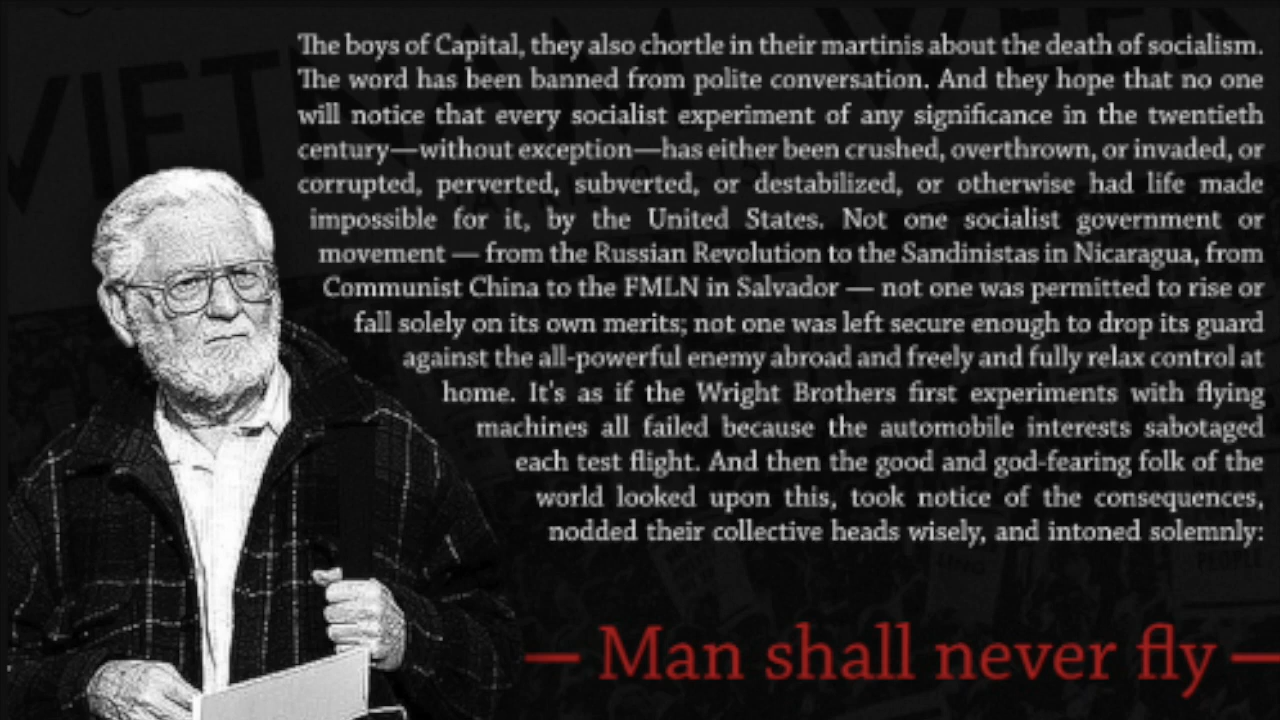 VIETNAM WEEK
The boys of Capital, they also chortle in their martinis about the death of socialism.
The word has been banned from polite conversation. And they hope that no one
will notice that every socialist experiment of any significance in the twentieth
century—without exception—has either been crushed, overthrown, or invaded, or
corrupted, perverted, subverted, or destabilized, or otherwise had life made
impossible for it, by the United States. Not one socialist government or
movement — from the Russian Revolution to the Sandinistas in Nicaragua, from
Communist China to the FMLN in Salvador — not one was permitted to rise or
fall solely on its own merits; not one was left secure enough to drop its guard
against the all-powerful enemy abroad and freely and fully relax control at
home. It's as if the Wright Brothers first experiments with flying
machines all failed because the automobile interests sabotaged
each test flight. And then the good and god-fearing folk of the
world looked upon this, took notice of the consequences,
nodded their collective heads wisely, and intoned solemnly:
PEOPLE
— Man shall never fly —